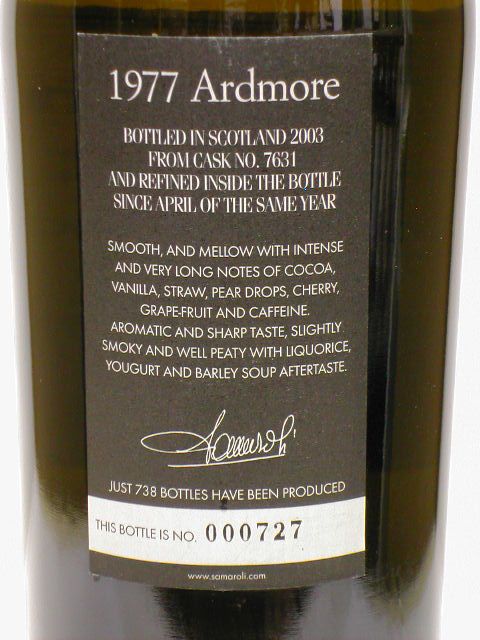 1977 Ardmore
BOTTLED IN SCOTLAND 2003
FROM CASK NO. 7631
AND REFINED INSIDE THE BOTTLE
SINCE APRIL OF THE SAME YEAR
SMOOTH, AND MELLOW WITH INTENSE
AND VERY LONG NOTES OF COCOA,
VANILLA, STRAW, PEAR DROPS, CHERRY,
GRAPE-FRUIT AND CAFFEINE.
AROMATIC AND SHARP TASTE, SLIGHTLY
SMOKY AND WELL PEATY WITH LIQUORICE,
YOUGURT AND BARLEY SOUP AFTERTASTE.
Samaroli
JUST 738 BOTTLES HAVE BEEN PRODUCED
THIS BOTTLE IS NO. 000727
www.samaroli.com